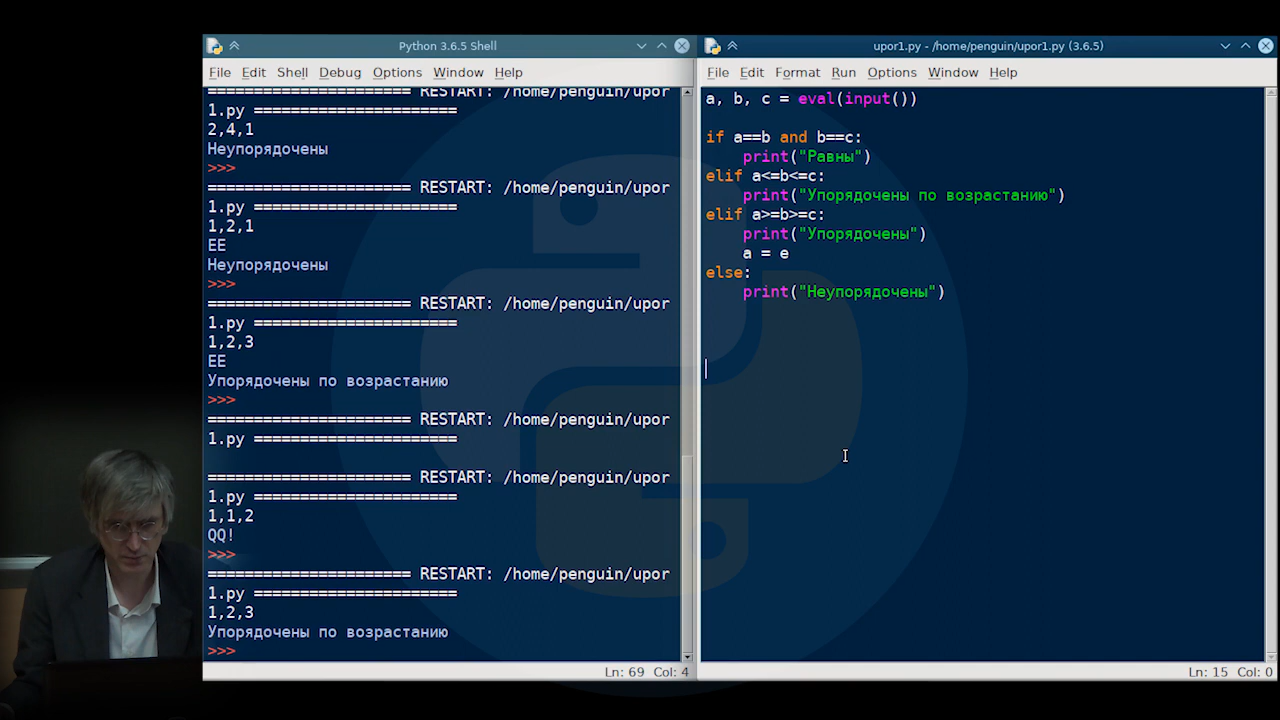 Python 3.6.5 Shell
File Edit Shell Debug Options Window Help
===================== RESTART: /home/penguin/upor
1.py ======================
2,4,1
Неупорядочены
>>>
====================== RESTART: /home/penguin/upor
1.py ======================
1,2,1
EE
Неупорядочены
>>>
====================== RESTART: /home/penguin/upor
1.py ======================
1,2,3
EE
Упорядочены по возрастанию
>>>
====================== RESTART: /home/penguin/upor
1.py ======================
====================== RESTART: /home/penguin/upor
1.py ======================
1,1,2
QQ!
>>>
====================== RESTART: /home/penguin/upor
1.py ======================
1,2,3
Упорядочены по возрастанию
>>>
Ln: 69 Col: 4
upor1.py - /home/penguin/upor1.py (3.6.5)
File Edit Format Run Options Window Help
a, b, c = eval(input())
if a==b and b==c:
    print("Равны")
elif a<=b<=c:
    print("Упорядочены по возрастанию")
elif a>=b>=c:
    print("Упорядочены")
    a = e
else:
    print("Неупорядочены")
Ln: 15 Col: 0